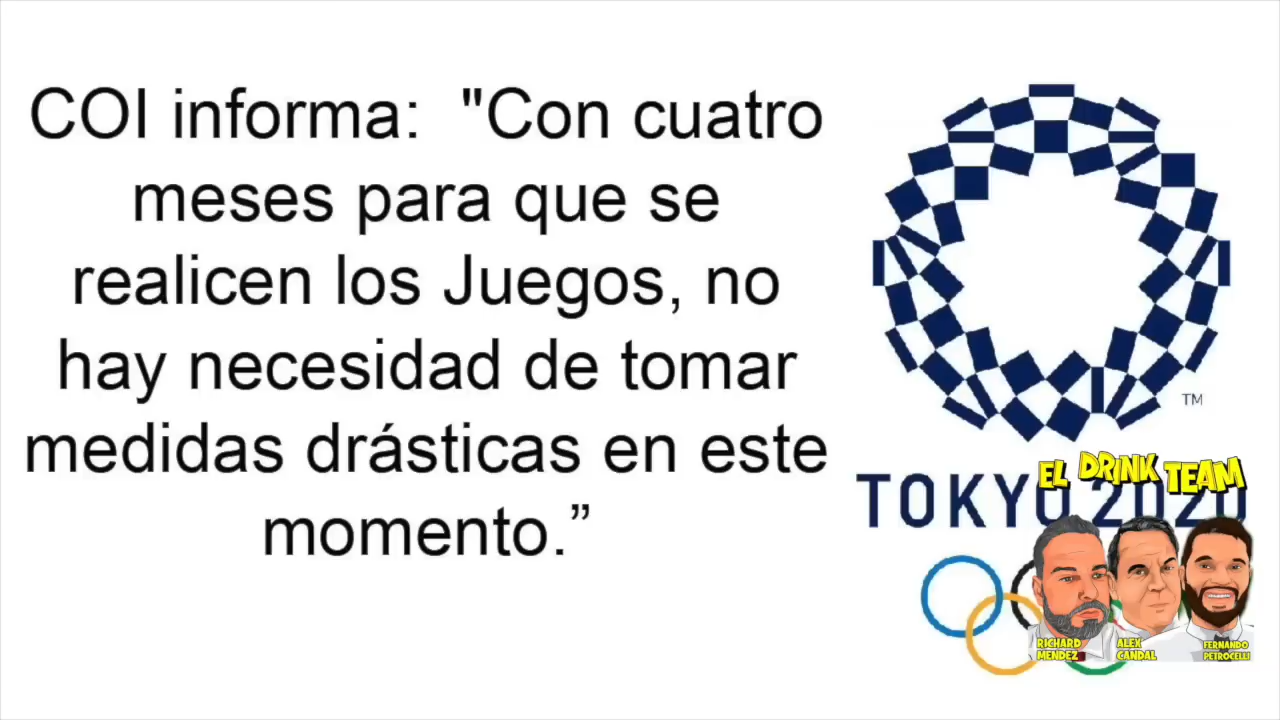 COI informa: "Con cuatro
meses para que se
realicen los Juegos, no
hay necesidad de tomar
medidas drásticas en este
momento.”
TM
TOKYO 2020
EL DRINK TEAM
RICHARD
MENDEZ
ALEX
CANDAL
FERNANDO
PETROCELLI